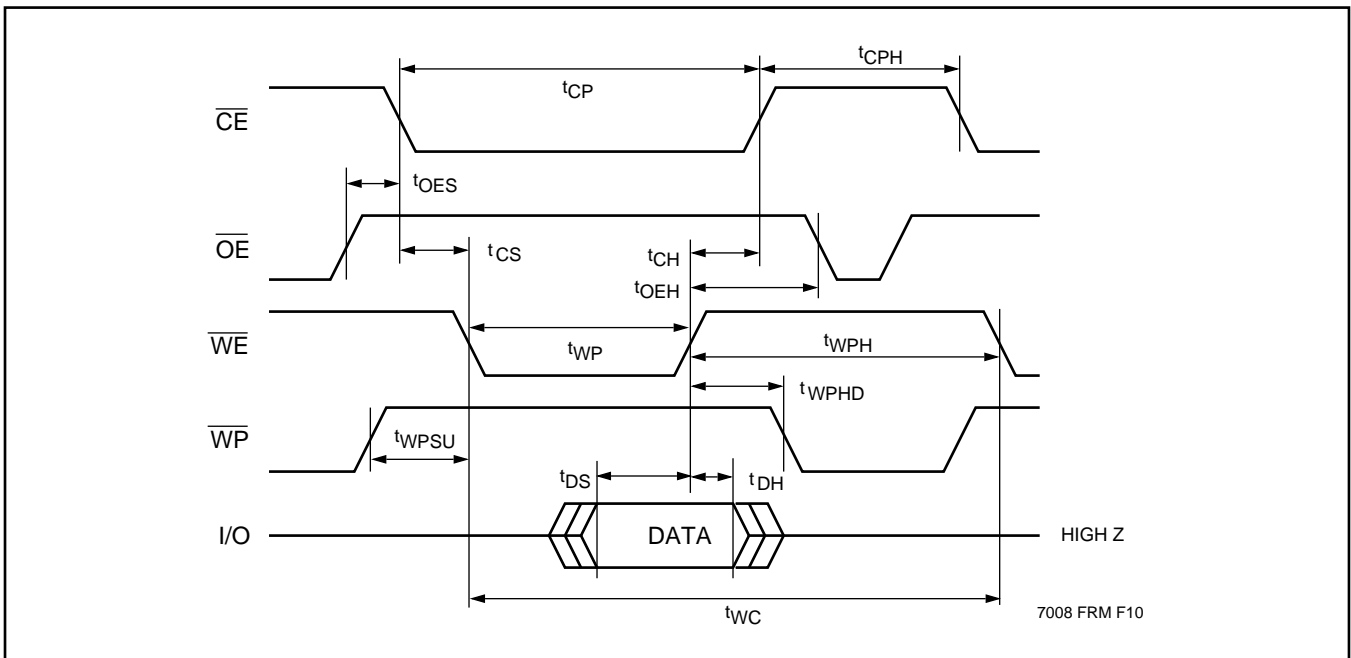 tCPH
tCP
CE
tOES
OE
tCS
tCH
tOEH
WE
tWP
tWPH
tWPHD
WP
tWPSU
tDS
tDH
I/O
DATA
HIGH Z
tWC
7008 FRM F10